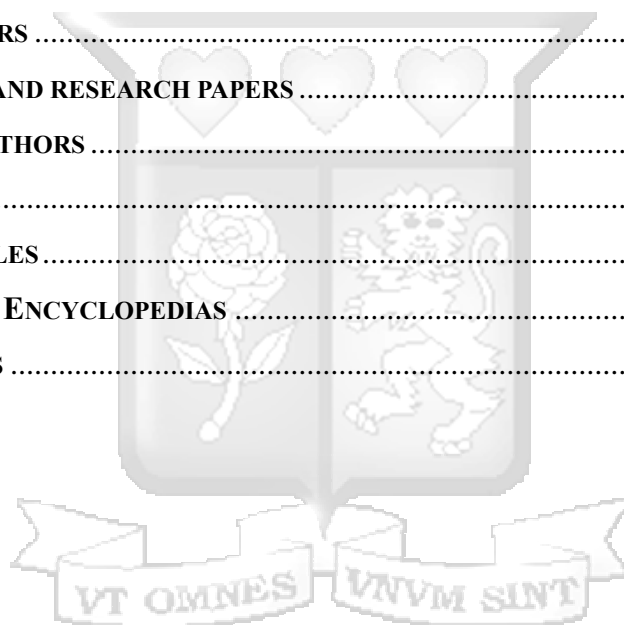 RS ........................................................................
AND RESEARCH PAPERS ........................................
THORS .................................................................
................................................................................
LES .........................................................................
ENCYCLOPEDIAS ..................................................
S ..............................................................................
VT OMNES VNVM SINT